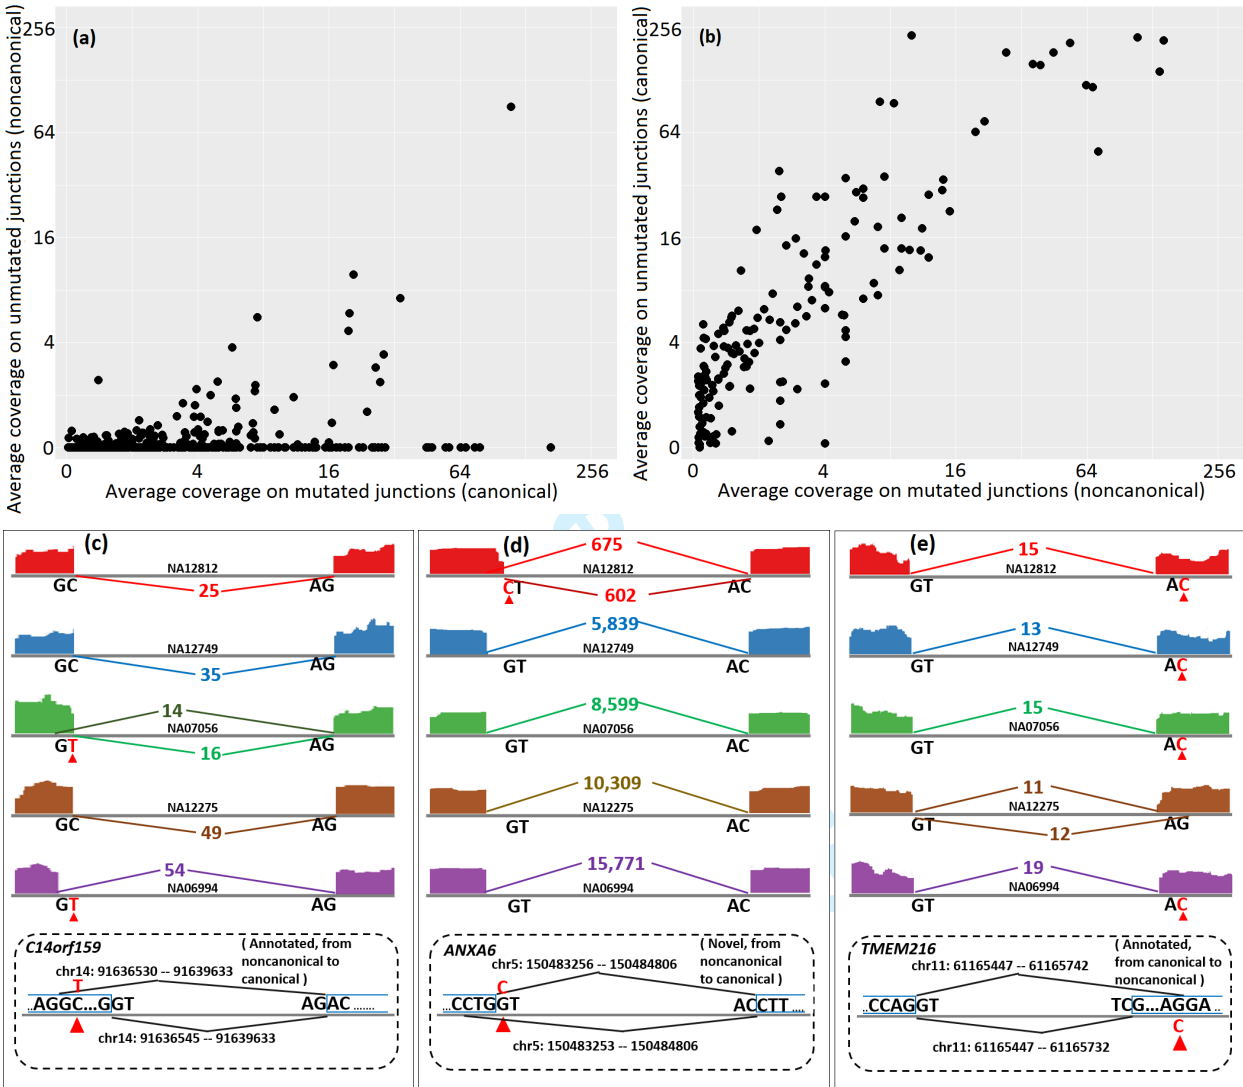 (a)
Average coverage on unmutated junctions (noncanonical)
256
64
16
4
0
0 4 16 64 256
Average coverage on mutated junctions (canonical)
(b)
Average coverage on unmutated junctions (canonical)
256
64
16
4
0
0 4 16 64 256
Average coverage on mutated junctions (noncanonical)
(c)
NA12812
GC 25 AG
NA12749
GC 35 AG
14
NA07056
GT 16 AG
NA12275
GC 49 AG
54
NA06994
GT AG
C14orf159
( Annotated, from
noncanonical to
canonical )
chr14: 91636530 -- 91639633
T
..AGGC...GGT AGAC .......
chr14: 91636545 -- 91639633
(d)
675
NA12812
CT 602 AC
5,839
NA12749
GT AC
8,599
NA07056
GT AC
10,309
NA12275
GT AC
15,771
NA06994
GT AC
ANXA6
( Novel, from
noncanonical
to canonical )
chr5: 150483256 -- 150484806
C
...CCTGGT ACCTT ....
chr5: 150483253 -- 150484806
(e)
15
NA12812
GT AC
13
NA12749
GT AC
15
NA07056
GT AC
11
NA12275
GT 12 AG
19
NA06994
GT AC
TMEM216
( Annotated,
from canonical to
noncanonical )
chr11: 61165447 -- 61165742
..CCAGGT TCG...AGGA ..
C
chr11: 61165447 -- 61165732